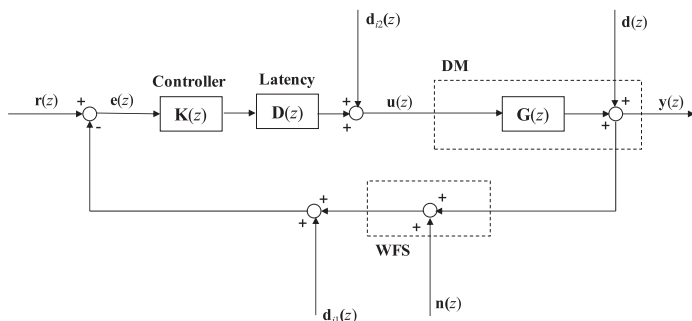 d_{i2}(z)
d(z)
DM
Controller
Latency
r(z)
+
-
e(z)
K(z)
D(z)
+
+
u(z)
G(z)
+
+
y(z)
+
+
+
+
WFS
d_{i1}(z)
n(z)